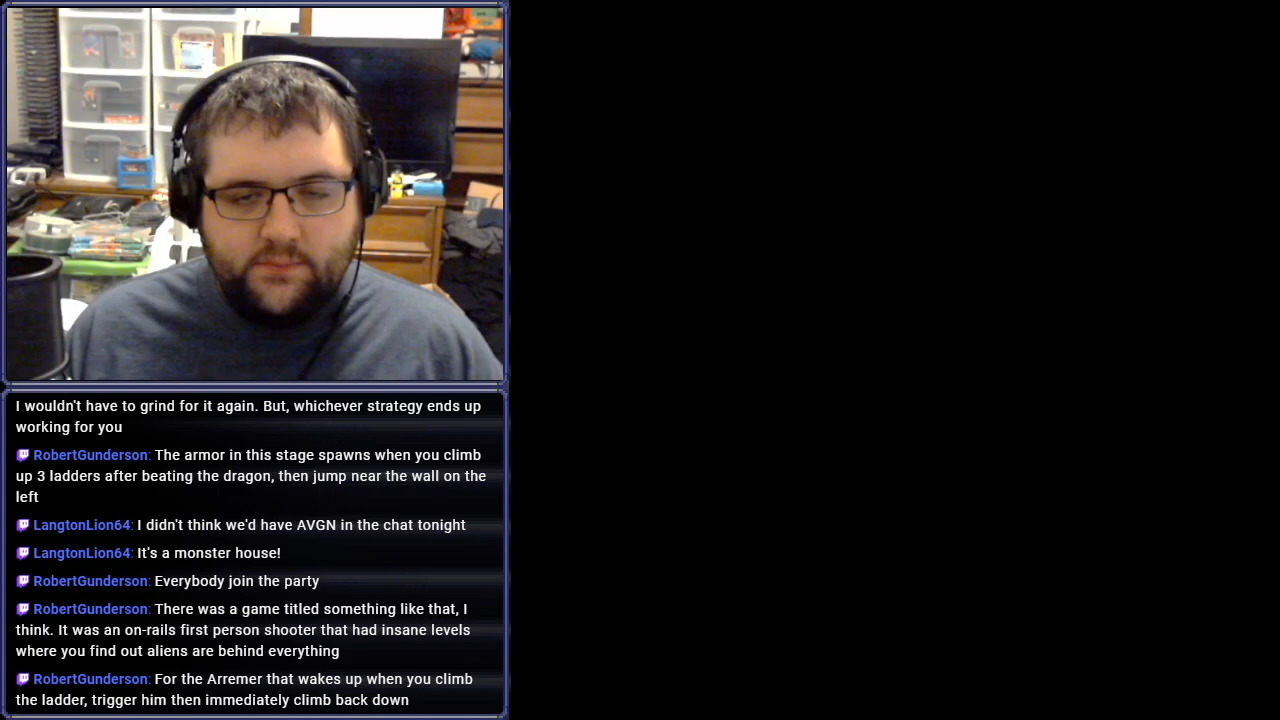 I wouldn't have to grind for it again. But, whichever strategy ends up
working for you
RobertGunderson: The armor in this stage spawns when you climb
up 3 ladders after beating the dragon, then jump near the wall on the
left
LangtonLion64: I didn't think we'd have AVGN in the chat tonight
LangtonLion64: It's a monster house!
RobertGunderson: Everybody join the party
RobertGunderson: There was a game titled something like that, I
think. It was an on-rails first person shooter that had insane levels
where you find out aliens are behind everything
RobertGunderson: For the Arremer that wakes up when you climb
the ladder, trigger him then immediately climb back down